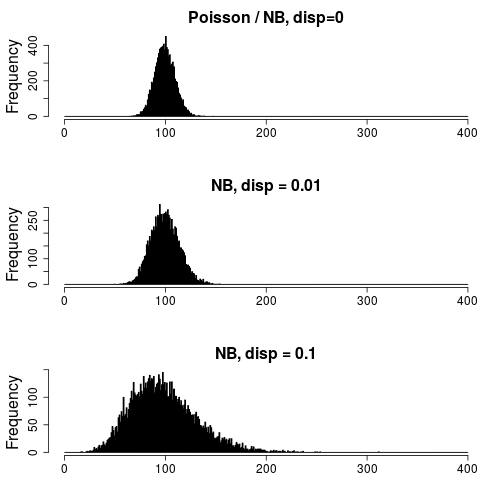 Poisson / NB, disp=0
Frequency
0 200 400
0 100 200 300 400
NB, disp = 0.01
Frequency
0 100 250
0 100 200 300 400
NB, disp = 0.1
Frequency
0 50 100
0 100 200 300 400